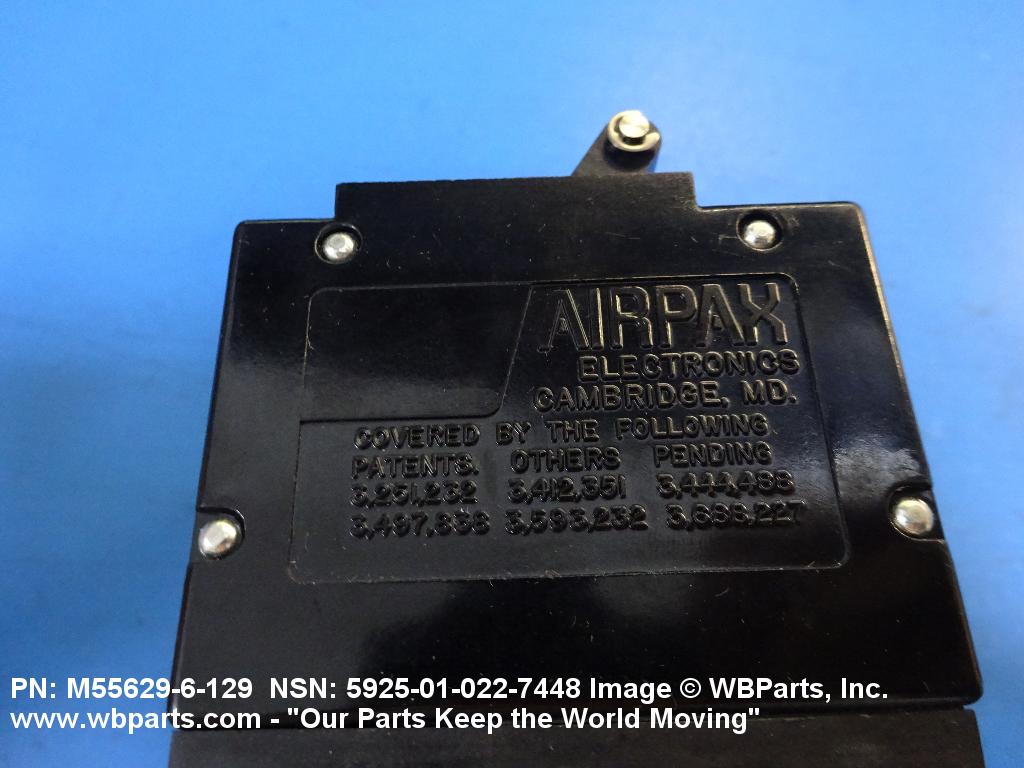 AIRPAX
ELECTRONICS
CAMBRIDGE, MD.
COVERED BY THE FOLLOWING
PATENTS. OTHERS PENDING
3,251,232 3,412,351 3,444,488
3,497,838 3,593,232 3,688,227
PN: M55629-6-129 NSN: 5925-01-022-7448 Image © WBParts, Inc.
www.wbparts.com - "Our Parts Keep the World Moving"